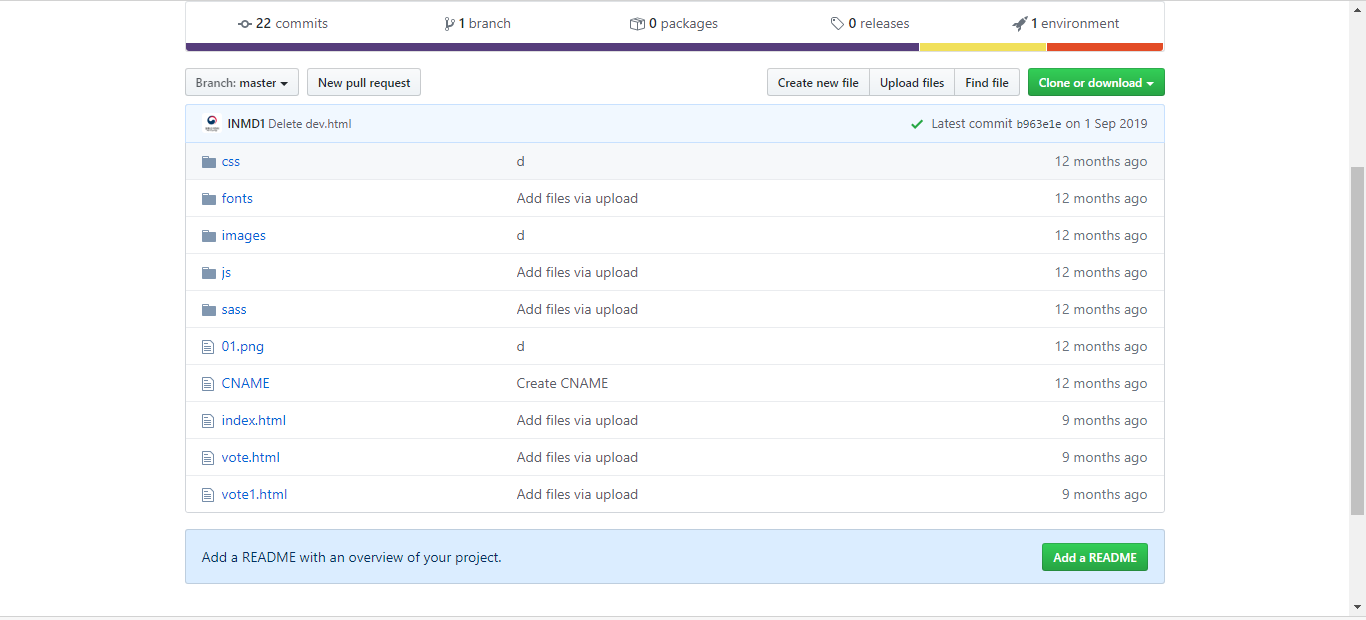 22 commits 1 branch 0 packages 0 releases 1 environment
Branch: master New pull request Create new file Upload files Find file Clone or download
INMD1 Delete dev.html Latest commit b963e1e on 1 Sep 2019
css d 12 months ago
fonts Add files via upload 12 months ago
images d 12 months ago
js Add files via upload 12 months ago
sass Add files via upload 12 months ago
01.png d 12 months ago
CNAME Create CNAME 12 months ago
index.html Add files via upload 9 months ago
vote.html Add files via upload 9 months ago
vote1.html Add files via upload 9 months ago
Add a README with an overview of your project. Add a README